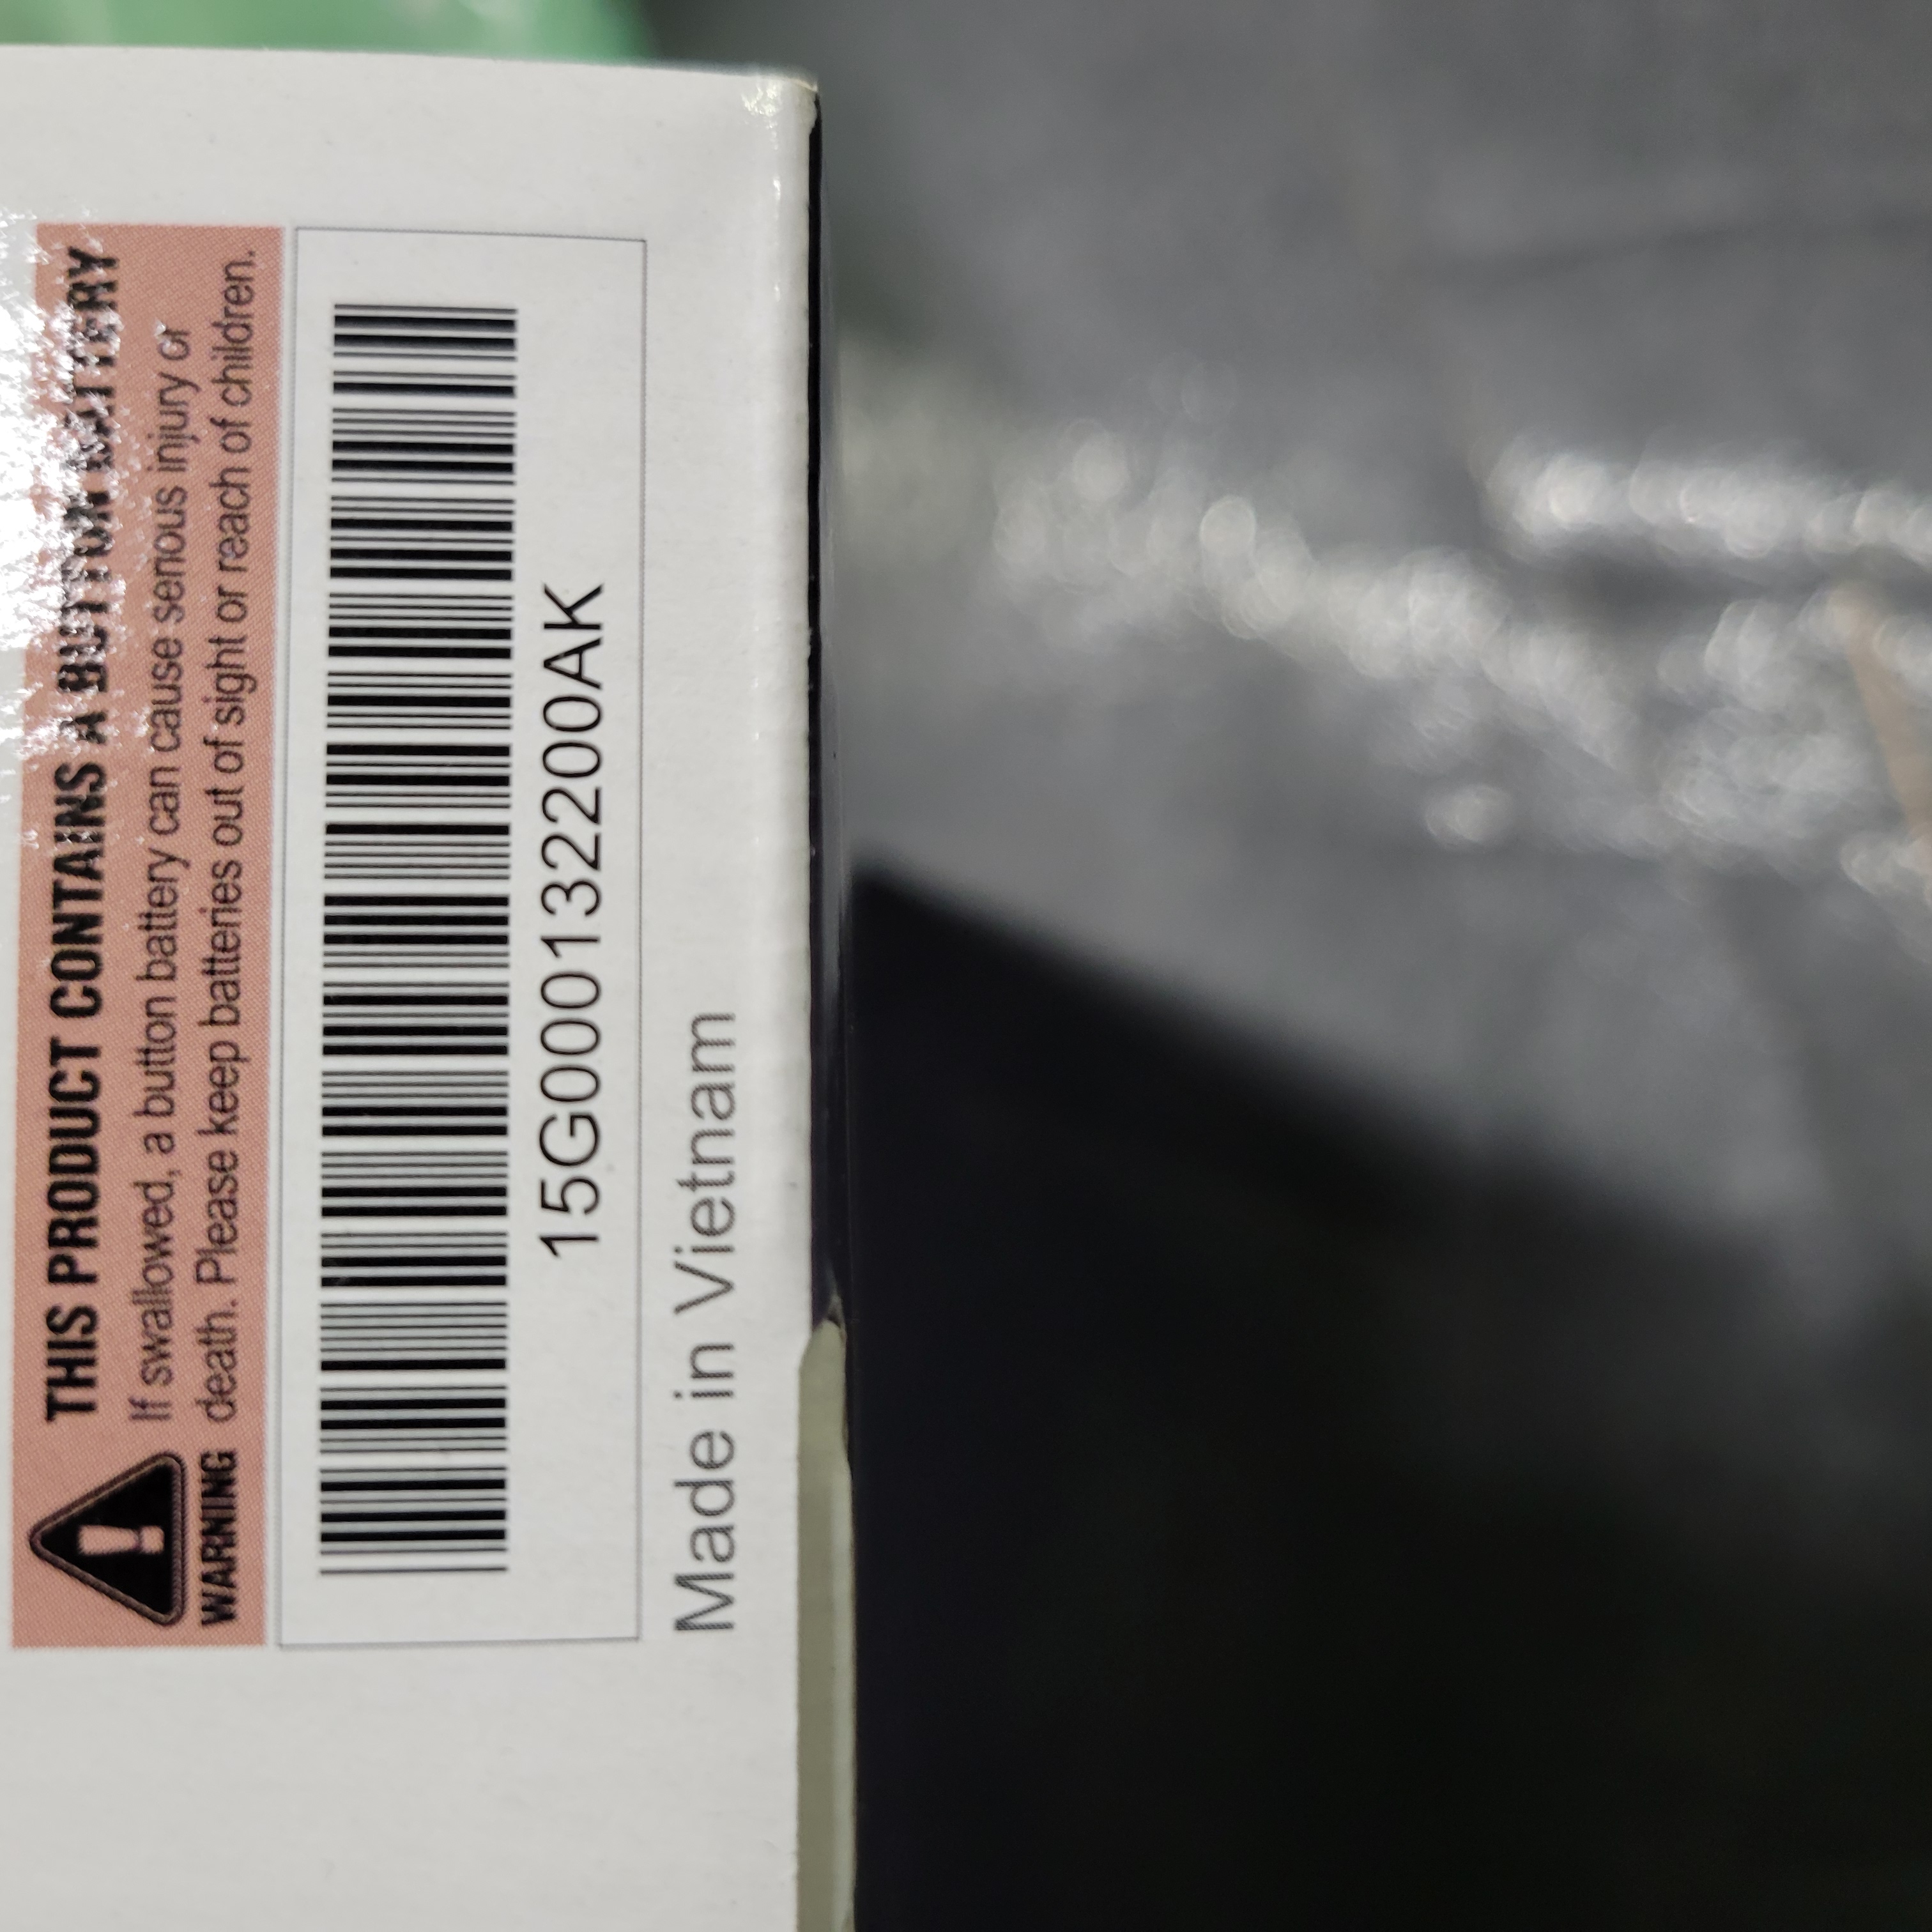 THIS PRODUCT CONTAINS A BUTTON BATTERY
If swallowed, a button battery can cause serious injury or
death. Please keep batteries out of sight or reach of children.
WARNING
15G000132200AK
Made in Vietnam